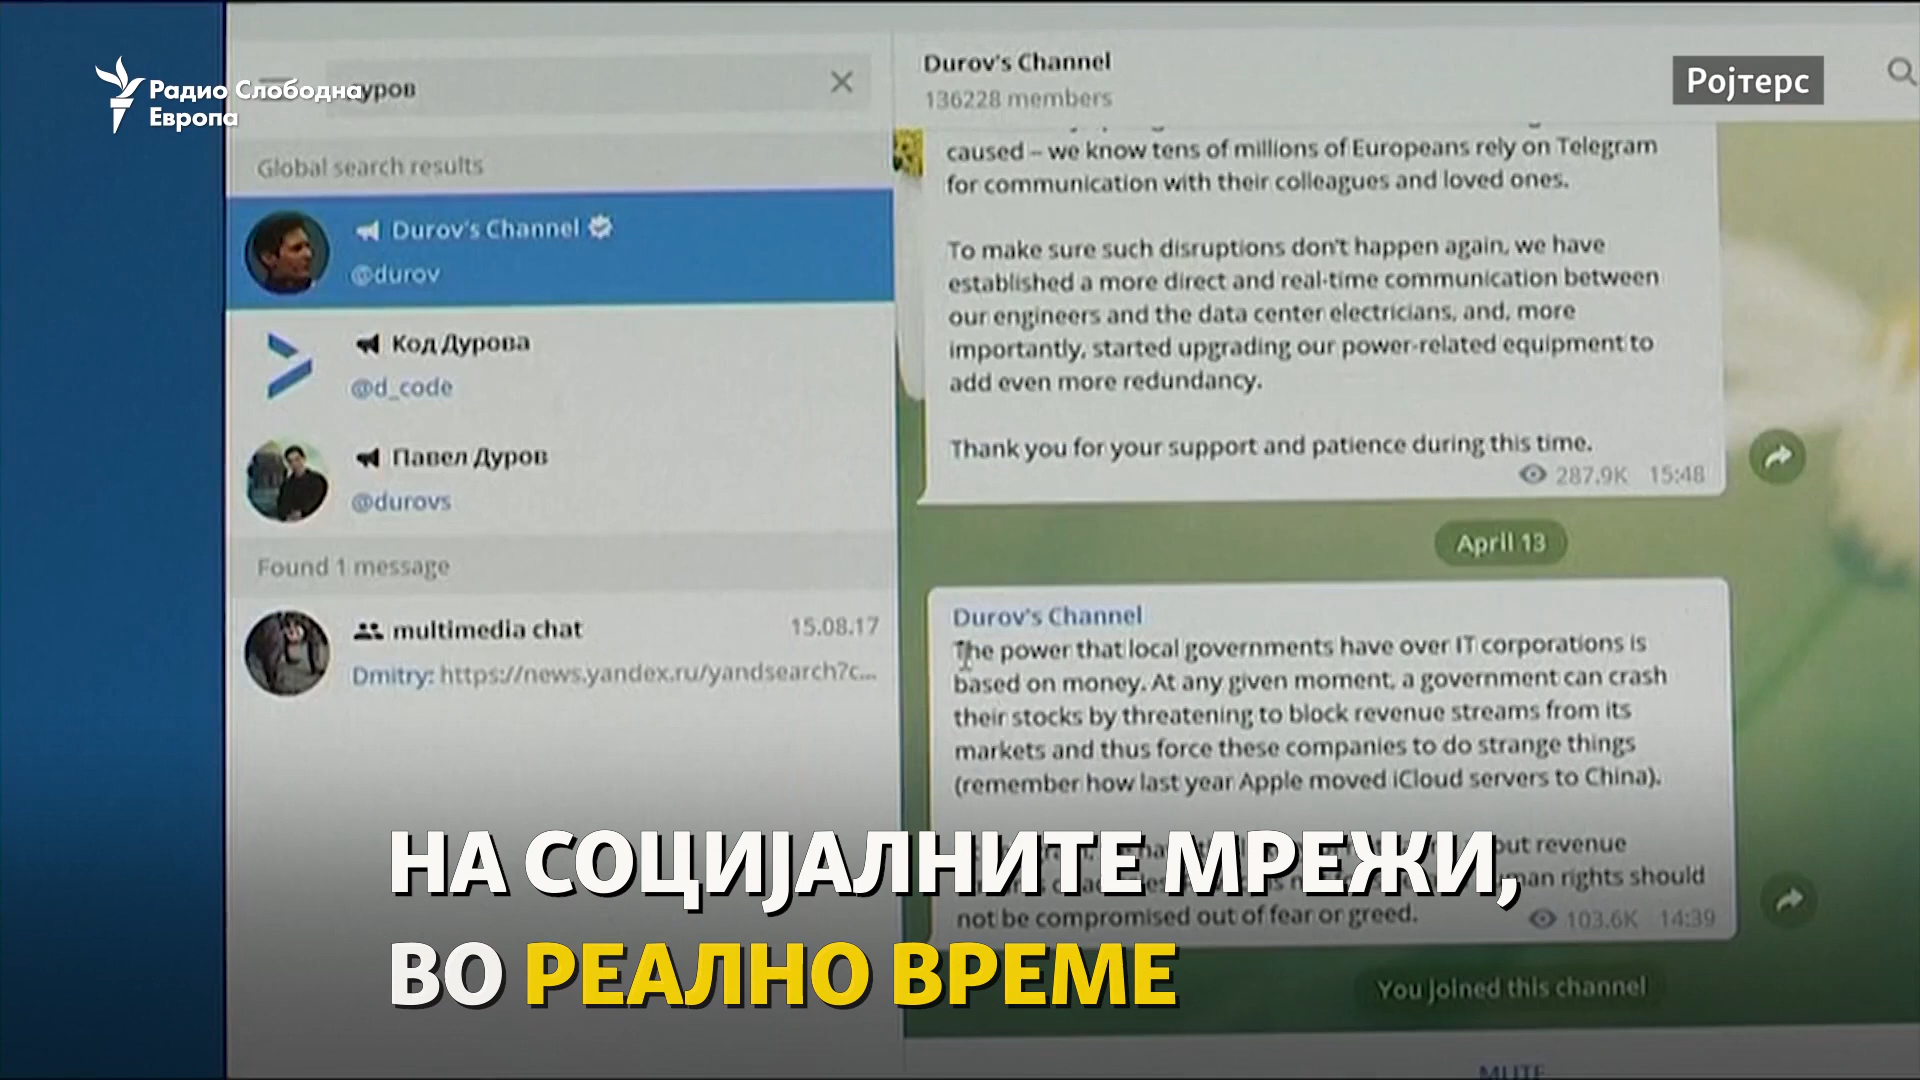 Радио Слободна
Европа
уров
Global search results
Durov's Channel
@durov
Код Дурова
@d_code
Павел Дуров
@durovs
Found 1 message
multimedia chat 15.08.17
Dmitry: https://news.yandex.ru/yandsearch?c...
Durov's Channel
136228 members
Ројтерс
caused – we know tens of millions of Europeans rely on Telegram
for communication with their colleagues and loved ones.
To make sure such disruptions don't happen again, we have
established a more direct and real-time communication between
our engineers and the data center electricians, and, more
importantly, started upgrading our power-related equipment to
add even more redundancy.
Thank you for your support and patience during this time.
287.9K 15:48
April 13
Durov's Channel
The power that local governments have over IT corporations is
based on money. At any given moment, a government can crash
their stocks by threatening to block revenue streams from its
markets and thus force these companies to do strange things
(remember how last year Apple moved iCloud servers to China).
out revenue
man rights should
not be compromised out of fear or greed.
103.6K 14:39
You joined this channel
MUTE
НА СОЦИЈАЛНИТЕ МРЕЖИ,
ВО РЕАЛНО ВРЕМЕ